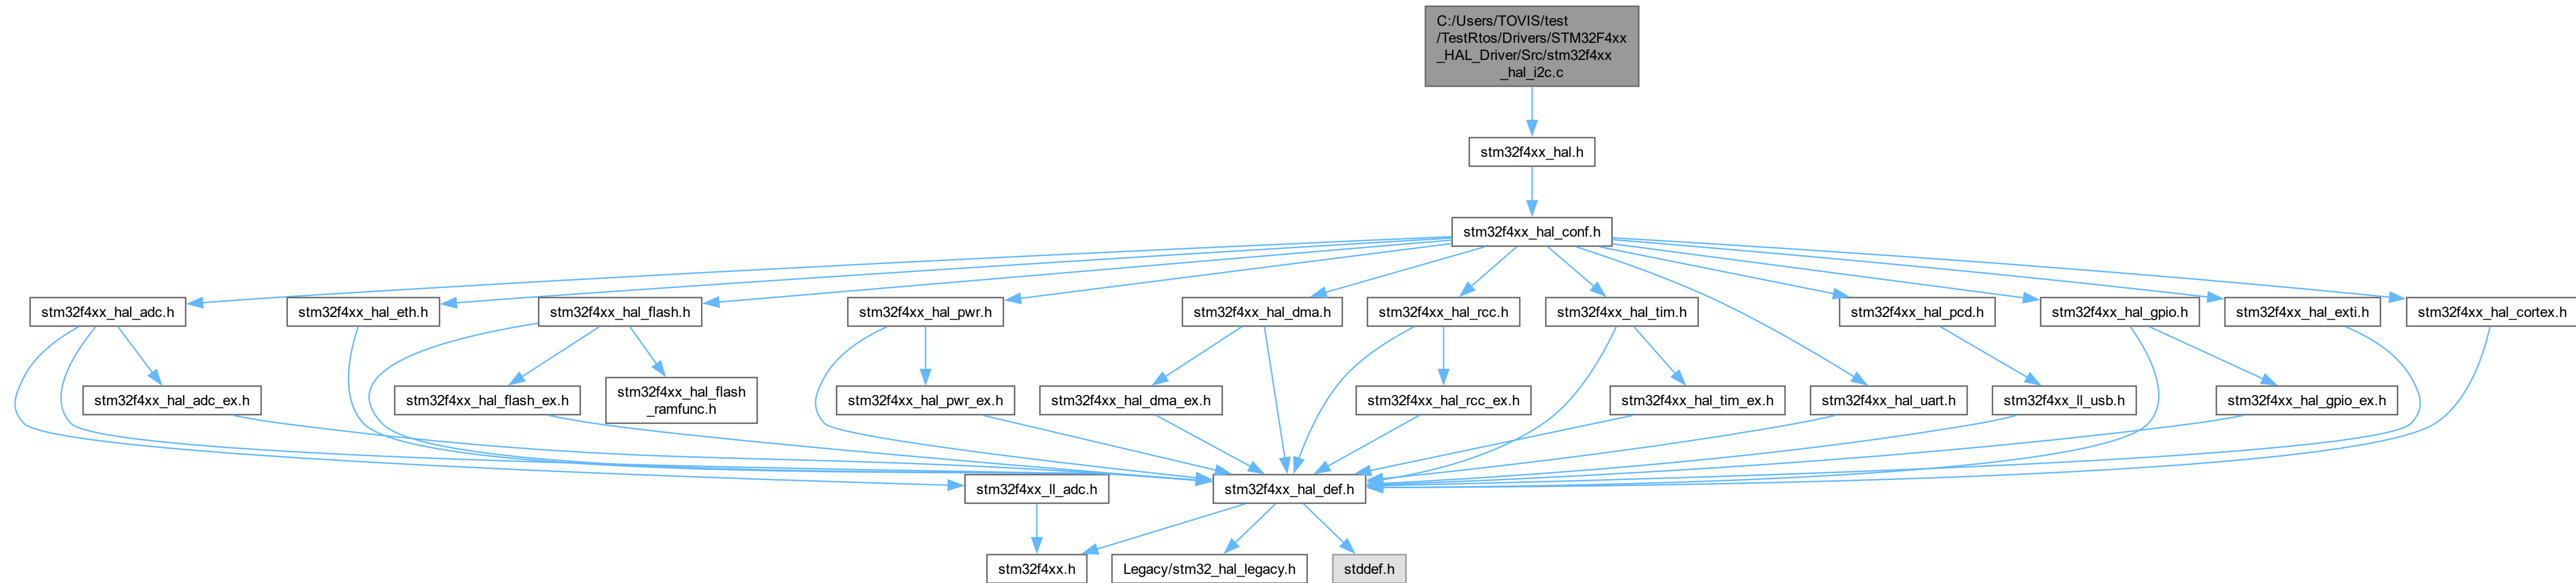 C:/Users/TOVIS/test
/TestRtos/Drivers/STM32F4xx
_HAL_Driver/Src/stm32f4xx
_hal_i2c.c
stm32f4xx_hal.h
stm32f4xx_hal_conf.h
stm32f4xx_hal_adc.h
stm32f4xx_hal_eth.h
stm32f4xx_hal_flash.h
stm32f4xx_hal_pwr.h
stm32f4xx_hal_dma.h
stm32f4xx_hal_rcc.h
stm32f4xx_hal_tim.h
stm32f4xx_hal_pcd.h
stm32f4xx_hal_gpio.h
stm32f4xx_hal_exti.h
stm32f4xx_hal_cortex.h
stm32f4xx_hal_adc_ex.h
stm32f4xx_hal_flash_ex.h
stm32f4xx_hal_flash
_ramfunc.h
stm32f4xx_hal_pwr_ex.h
stm32f4xx_hal_dma_ex.h
stm32f4xx_hal_rcc_ex.h
stm32f4xx_hal_tim_ex.h
stm32f4xx_hal_uart.h
stm32f4xx_ll_usb.h
stm32f4xx_hal_gpio_ex.h
stm32f4xx_ll_adc.h
stm32f4xx_hal_def.h
stm32f4xx.h
Legacy/stm32_hal_legacy.h
stddef.h